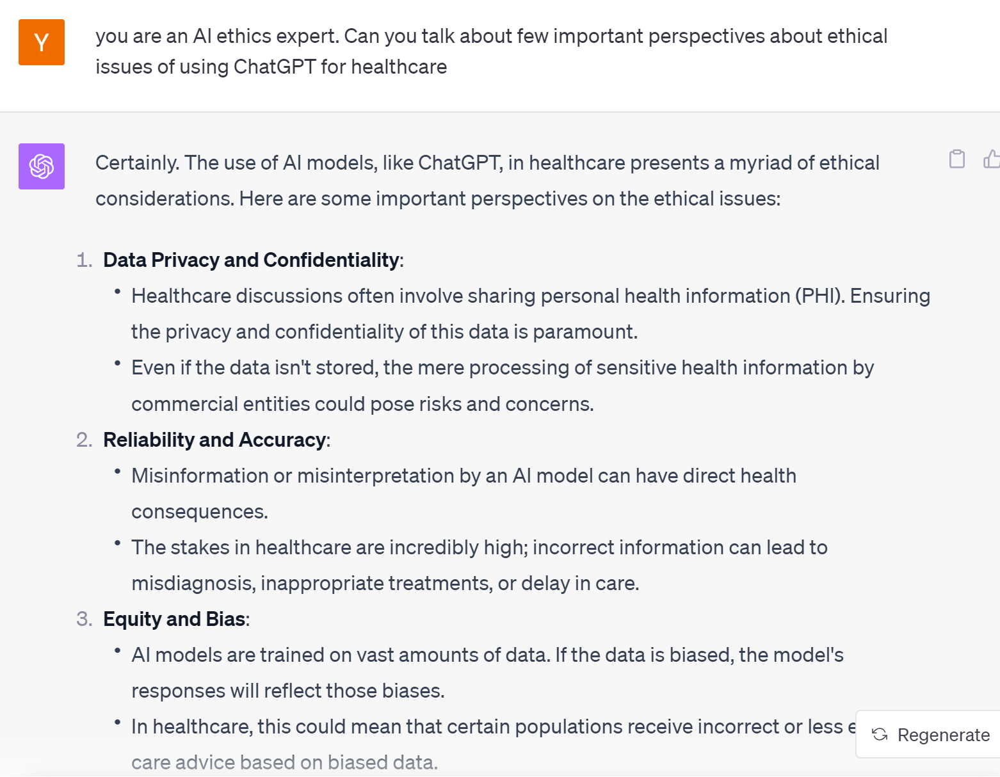 Y
you are an AI ethics expert. Can you talk about few important perspectives about ethical
issues of using ChatGPT for healthcare
Certainly. The use of AI models, like ChatGPT, in healthcare presents a myriad of ethical
considerations. Here are some important perspectives on the ethical issues:
1. Data Privacy and Confidentiality:
• Healthcare discussions often involve sharing personal health information (PHI). Ensuring
the privacy and confidentiality of this data is paramount.
• Even if the data isn't stored, the mere processing of sensitive health information by
commercial entities could pose risks and concerns.
2. Reliability and Accuracy:
• Misinformation or misinterpretation by an AI model can have direct health
consequences.
• The stakes in healthcare are incredibly high; incorrect information can lead to
misdiagnosis, inappropriate treatments, or delay in care.
3. Equity and Bias:
• AI models are trained on vast amounts of data. If the data is biased, the model's
responses will reflect those biases.
• In healthcare, this could mean that certain populations receive incorrect or less
Regenerate
care advice based on biased data.